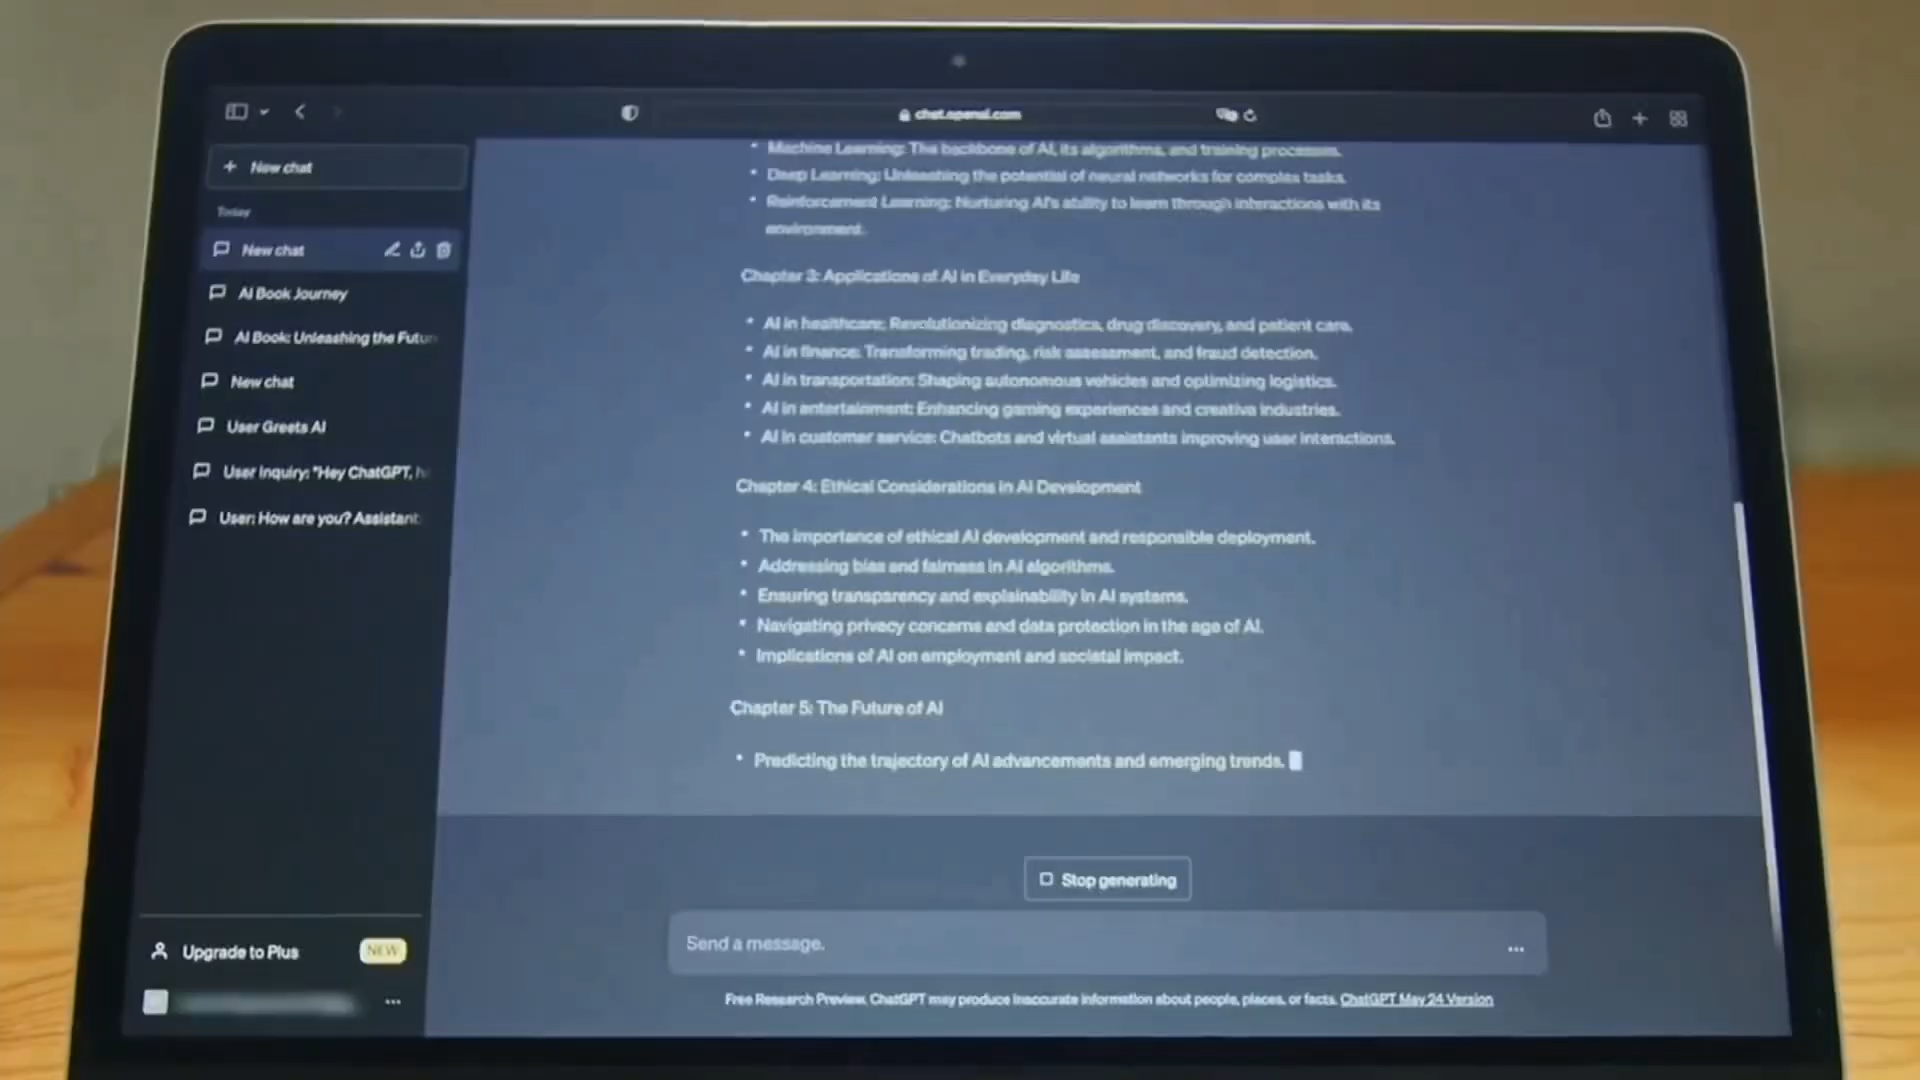 chat.openai.com
New chat
Today
New chat
AI Book Journey
AI Book: Unleashing the Futur
New chat
User Greets AI
User Inquiry: "Hey ChatGPT, h
User: How are you? Assistant:
Upgrade to Plus
NEW
• Machine Learning: The backbone of AI, its algorithms, and training processes.
• Deep Learning: Unleashing the potential of neural networks for complex tasks.
• Reinforcement Learning: Nurturing AI's ability to learn through interactions with its
environment.
Chapter 3: Applications of AI in Everyday Life
• AI in healthcare: Revolutionizing diagnostics, drug discovery, and patient care.
• AI in finance: Transforming trading, risk assessment, and fraud detection.
• AI in transportation: Shaping autonomous vehicles and optimizing logistics.
• AI in entertainment: Enhancing gaming experiences and creative industries.
• AI in customer service: Chatbots and virtual assistants improving user interactions.
Chapter 4: Ethical Considerations in AI Development
• The importance of ethical AI development and responsible deployment.
• Addressing bias and fairness in AI algorithms.
• Ensuring transparency and explainability in AI systems.
• Navigating privacy concerns and data protection in the age of AI.
• Implications of AI on employment and societal impact.
Chapter 5: The Future of AI
• Predicting the trajectory of AI advancements and emerging trends.
Stop generating
Send a message.
Free Research Preview. ChatGPT may produce inaccurate information about people, places, or facts. ChatGPT May 24 Version